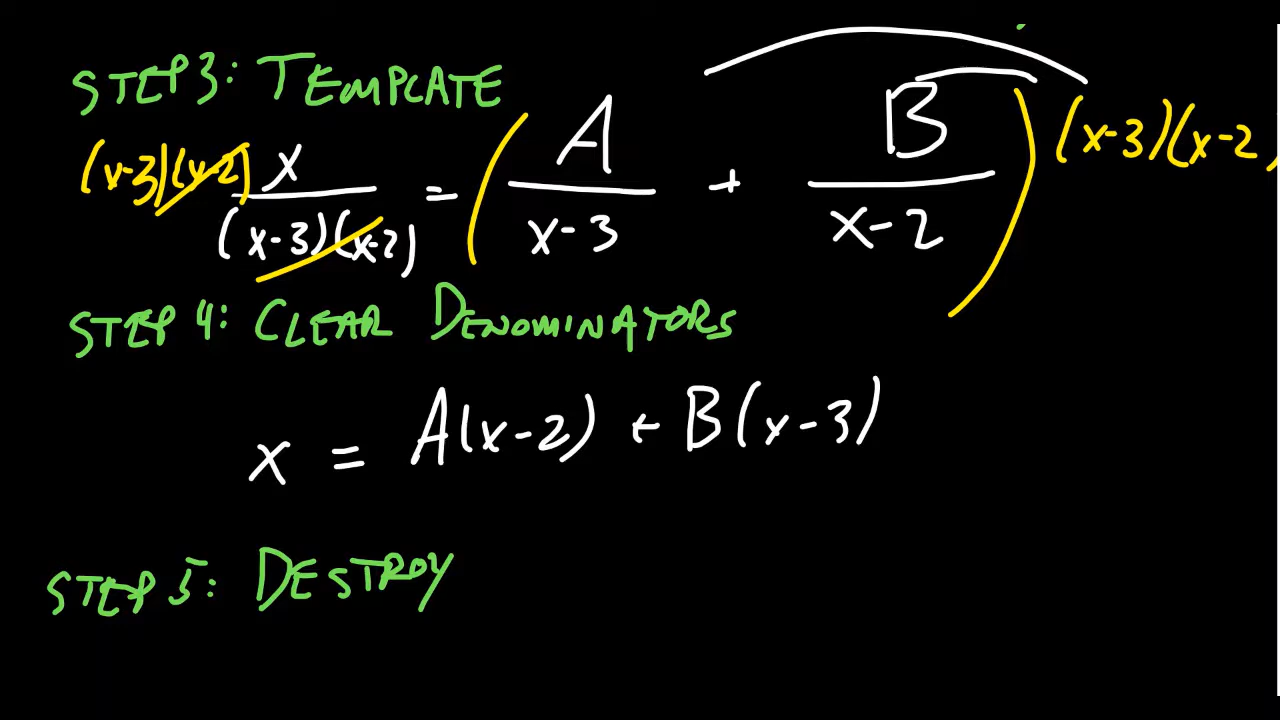 STEP 3: TEMPLATE
(x-3)(x-2) x / (x-3)(x-2) = ( A / x-3 + B / x-2 ) (x-3)(x-2)
STEP 4: CLEAR DENOMINATORS
x = A(x-2) + B(x-3)
STEP 5: DESTROY